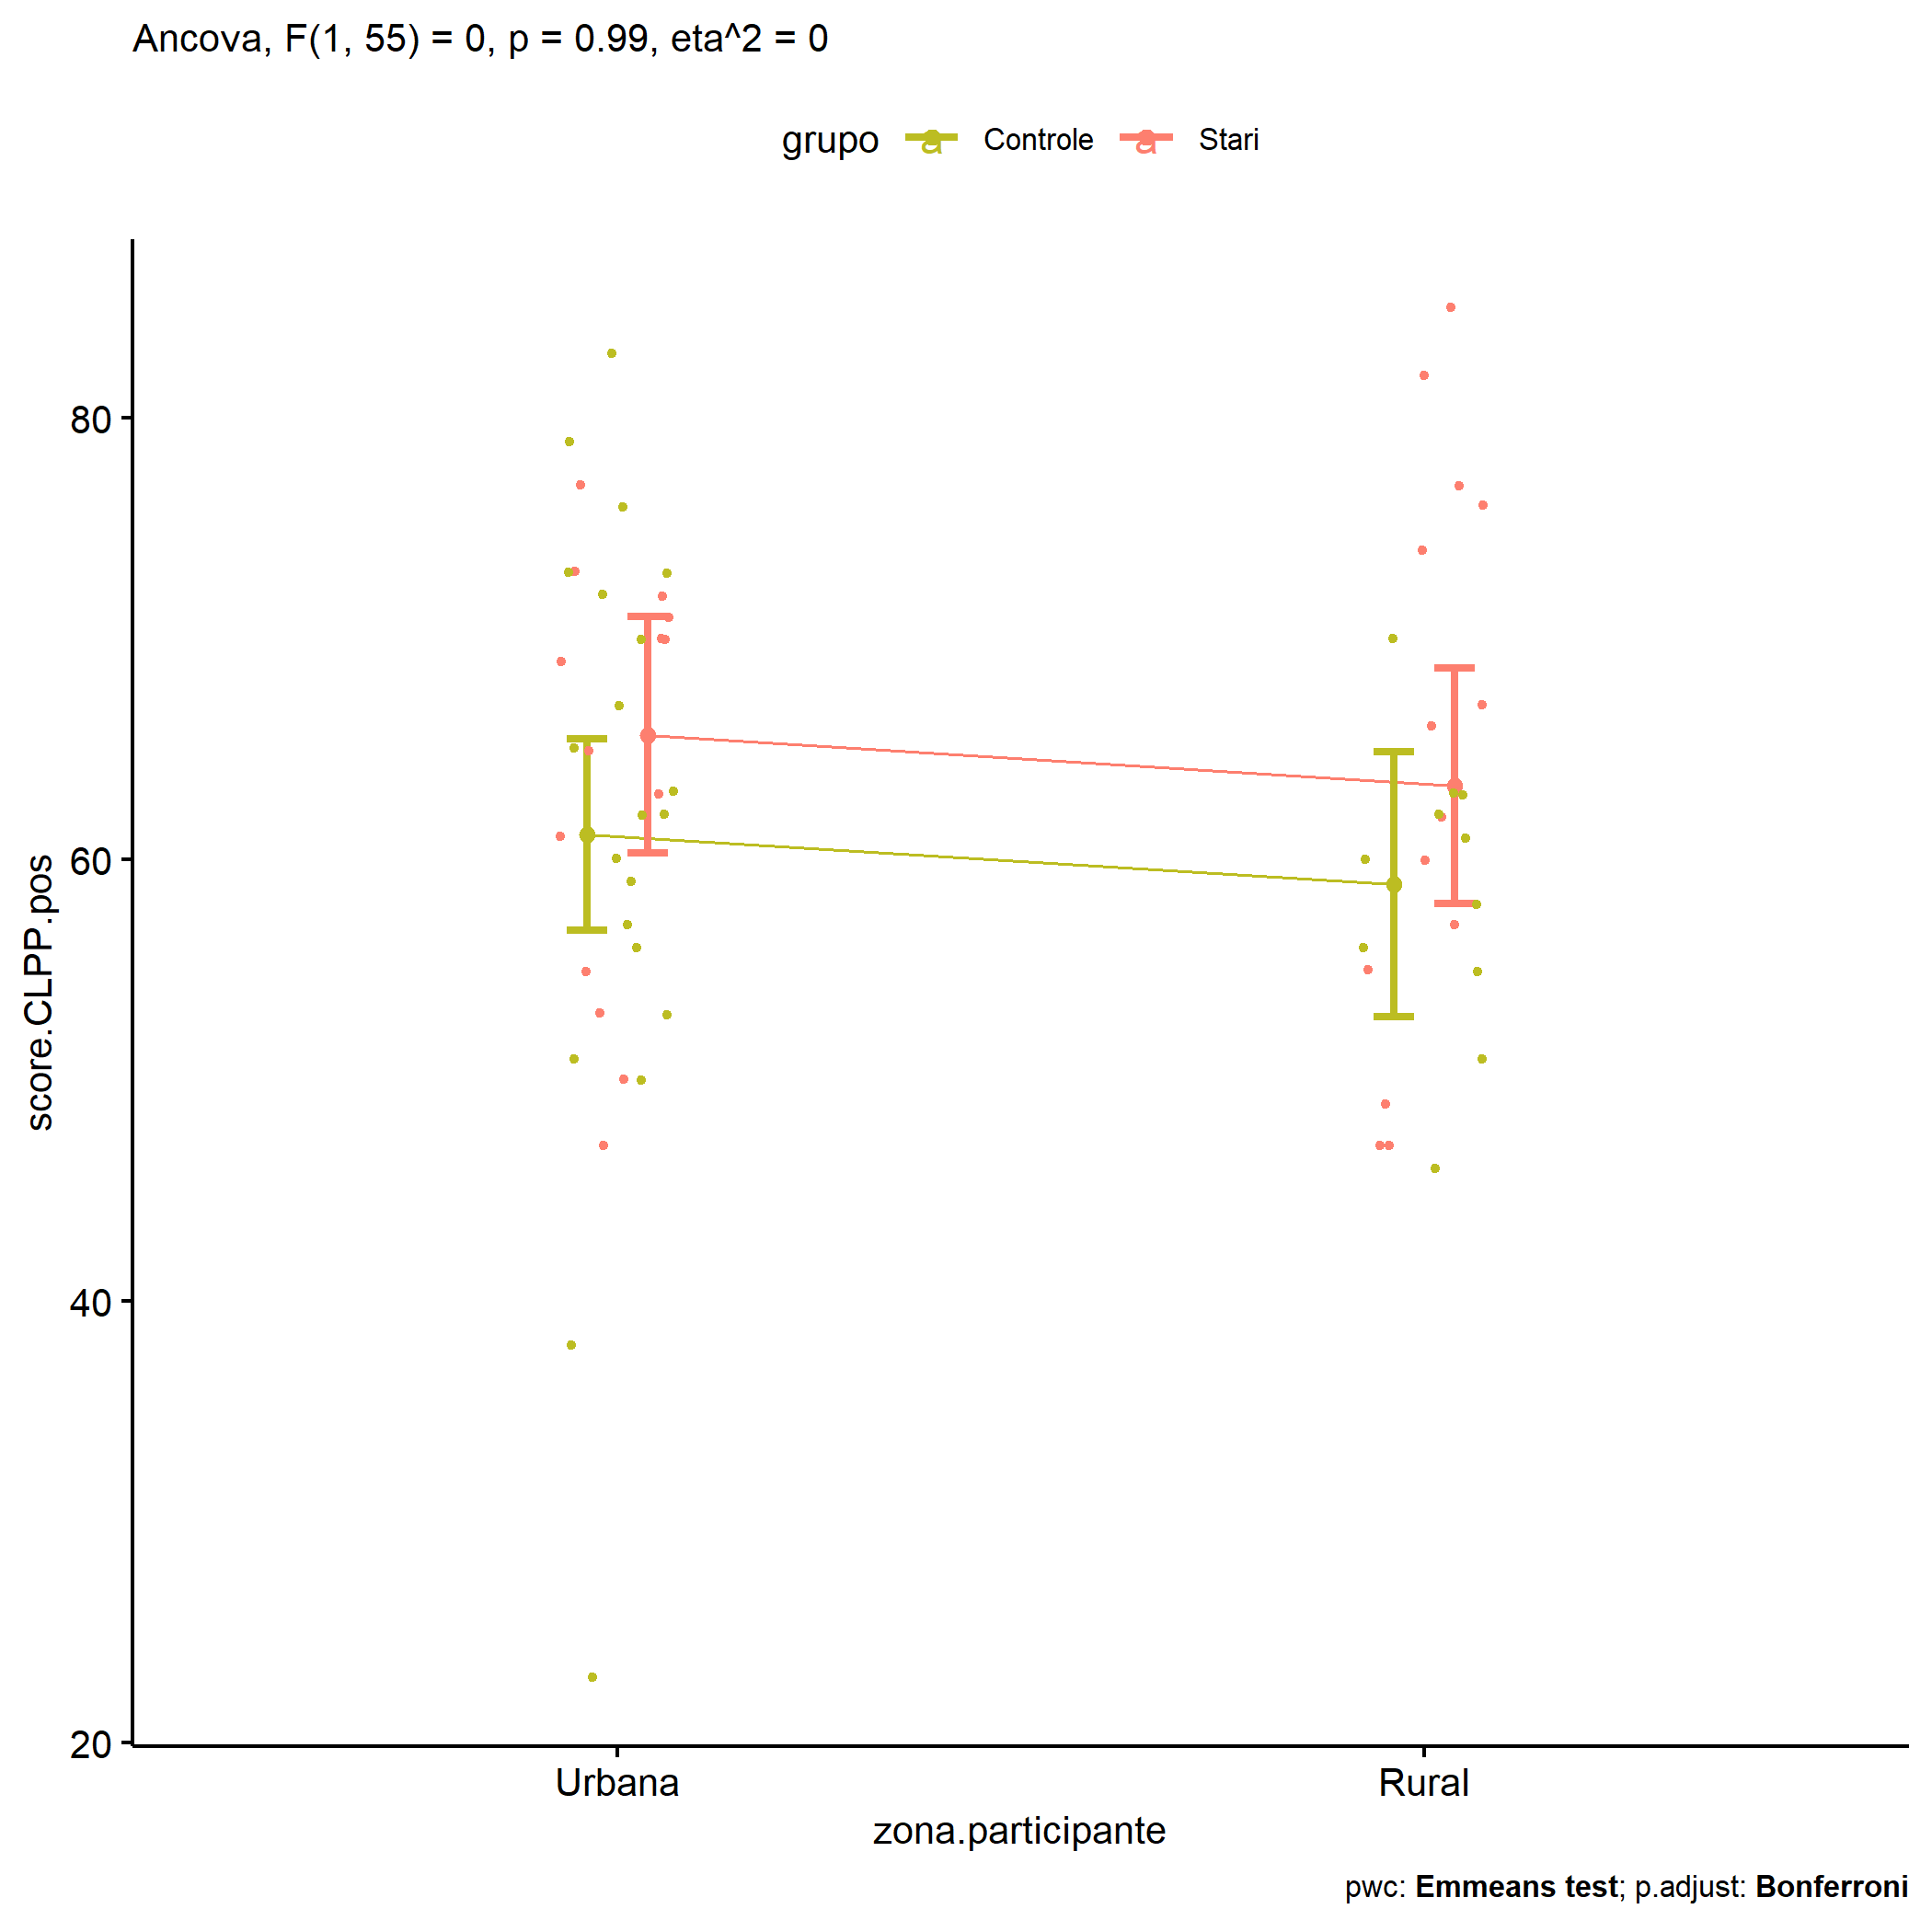 Ancova, F(1, 55) = 0, p = 0.99, eta^2 = 0
grupo a Controle a Stari
score.CLPP.pos
80
60
40
20
Urbana Rural
zona.participante
pwc: Emmeans test; p.adjust: Bonferroni